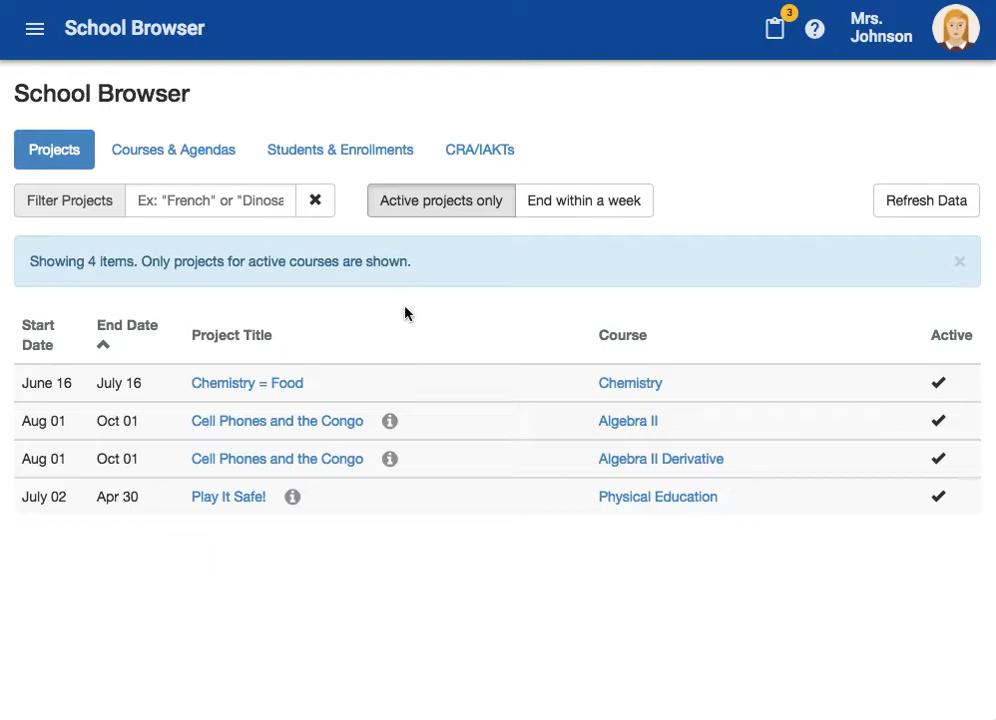 School Browser
3
Mrs. Johnson
School Browser
Projects Courses & Agendas Students & Enrollments CRA/IAKTs
Filter Projects Ex: "French" or "Dinosa Active projects only End within a week Refresh Data
Showing 4 items. Only projects for active courses are shown.
Start Date End Date Project Title Course Active
June 16 July 16 Chemistry = Food Chemistry
Aug 01 Oct 01 Cell Phones and the Congo Algebra II
Aug 01 Oct 01 Cell Phones and the Congo Algebra II Derivative
July 02 Apr 30 Play It Safe! Physical Education